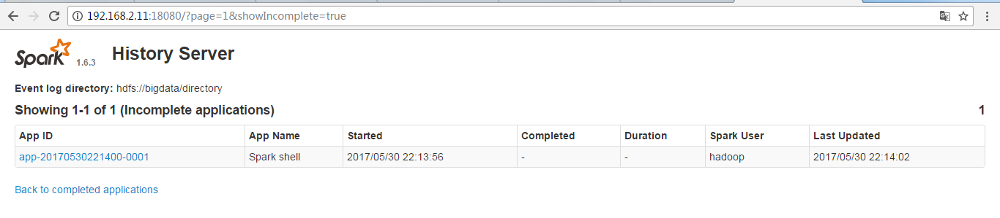 192.168.2.11:18080/?page=1&showIncomplete=true
Spark 1.6.3 History Server
Event log directory: hdfs://bigdata/directory
Showing 1-1 of 1 (Incomplete applications) 1
App ID App Name Started Completed Duration Spark User Last Updated
app-20170530221400-0001 Spark shell 2017/05/30 22:13:56 - - hadoop 2017/05/30 22:14:02
Back to completed applications